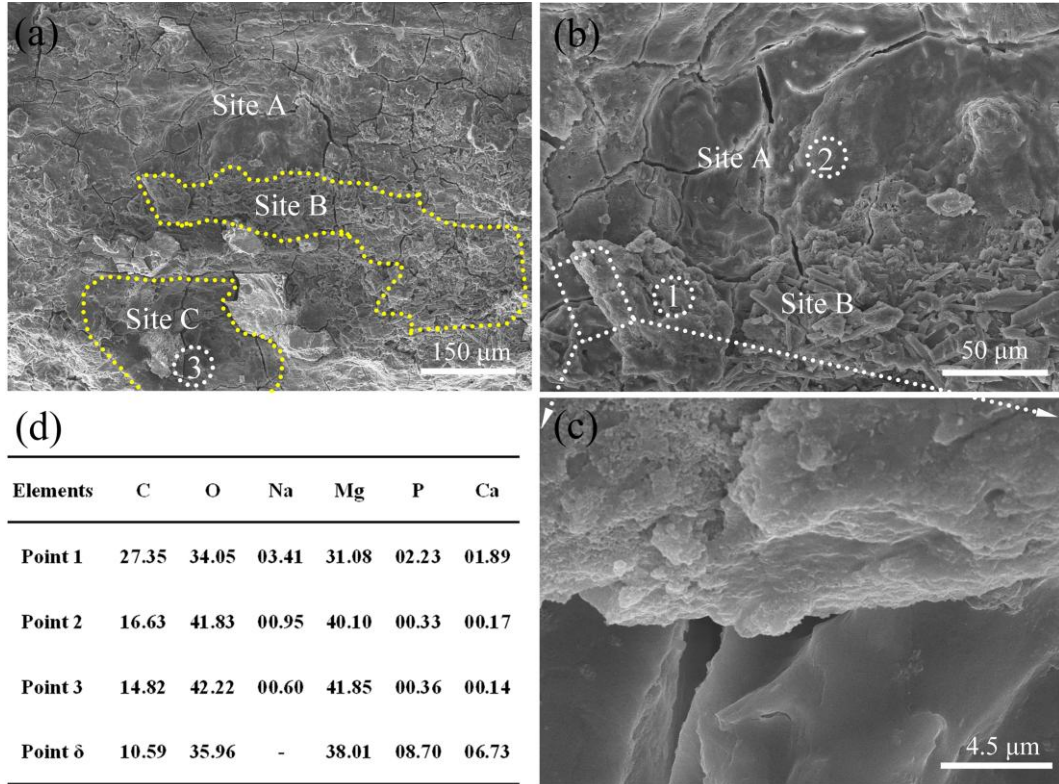 (a)
Site A
Site B
Site C
3
150 µm
(b)
Site A
2
1
Site B
50 µm
(c)
4.5 µm
(d)
Elements C O Na Mg P Ca
Point 1 27.35 34.05 03.41 31.08 02.23 01.89
Point 2 16.63 41.83 00.95 40.10 00.33 00.17
Point 3 14.82 42.22 00.60 41.85 00.36 00.14
Point δ 10.59 35.96 - 38.01 08.70 06.73